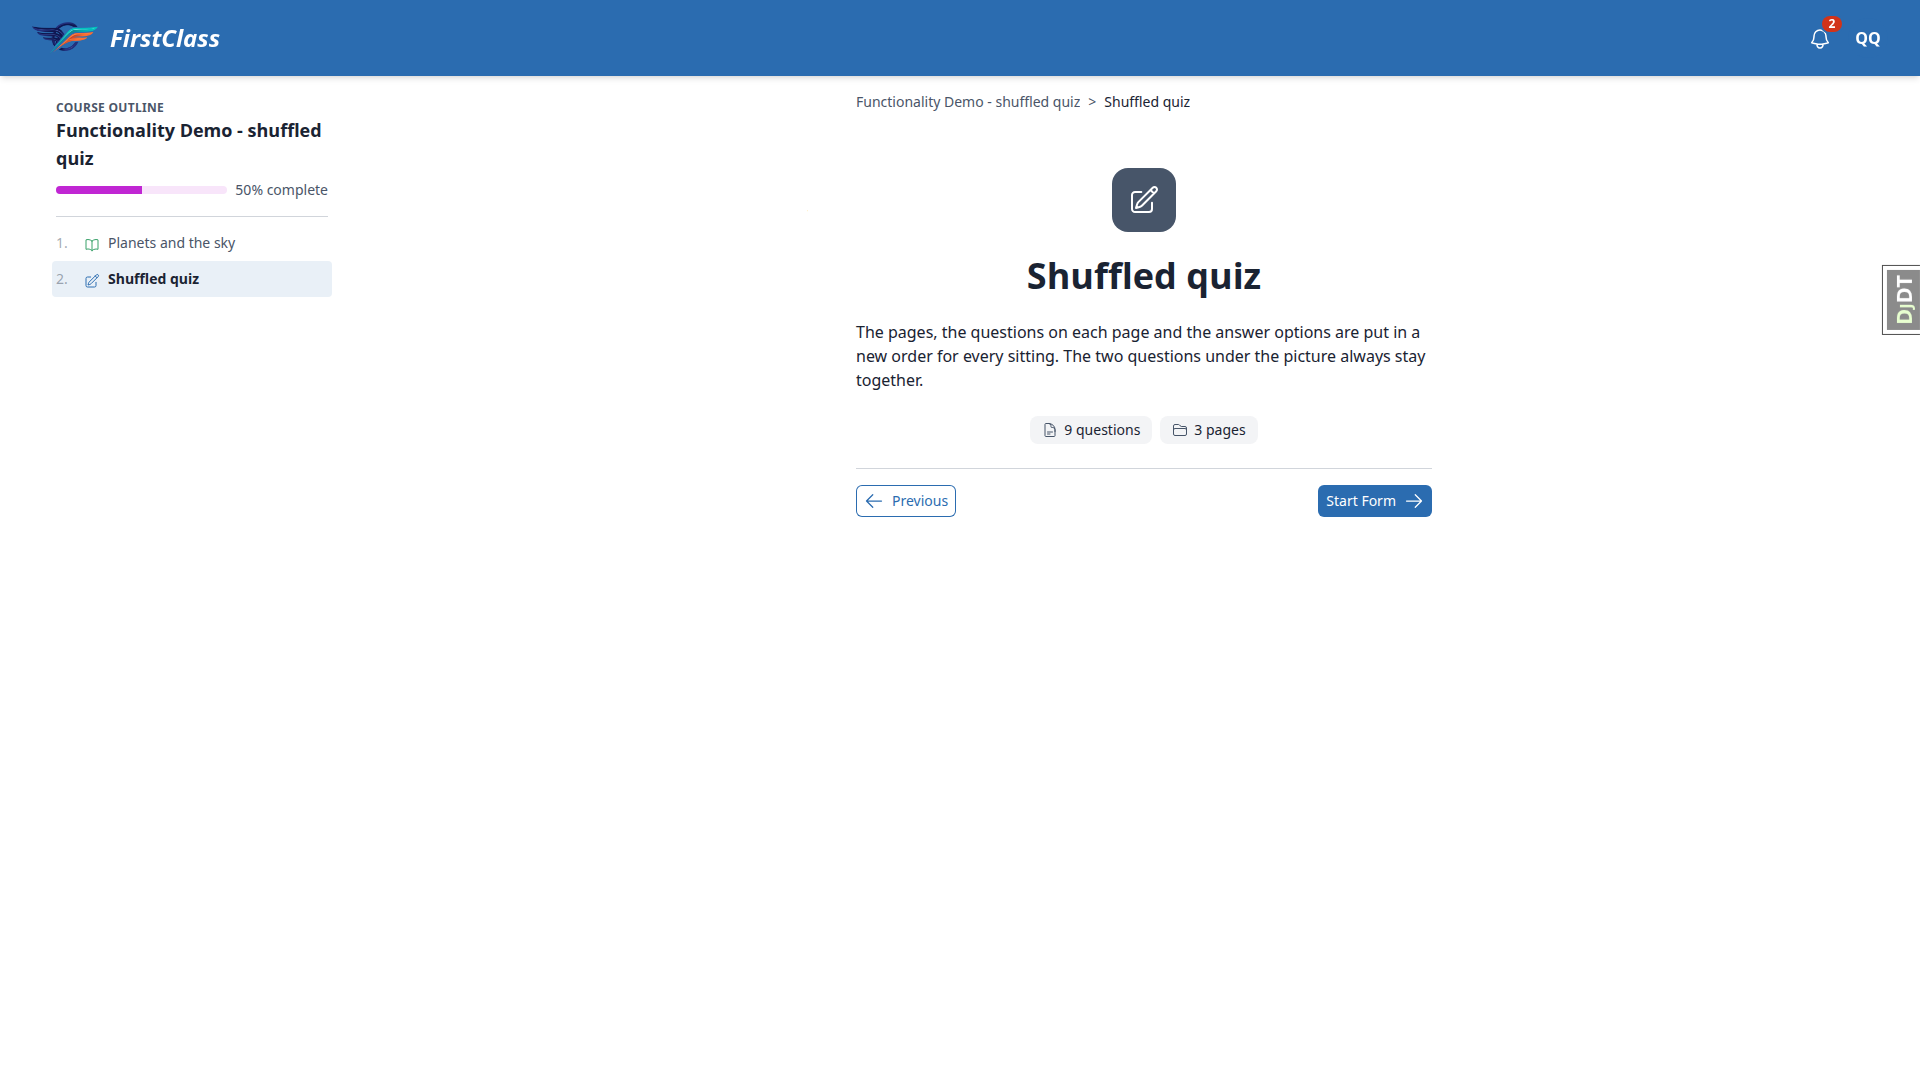 FirstClass
2
QQ
COURSE OUTLINE
Functionality Demo - shuffled
quiz
50% complete
1. Planets and the sky
2. Shuffled quiz
Functionality Demo - shuffled quiz > Shuffled quiz
Shuffled quiz
The pages, the questions on each page and the answer options are put in a
new order for every sitting. The two questions under the picture always stay
together.
9 questions
3 pages
Previous
Start Form
DJDT